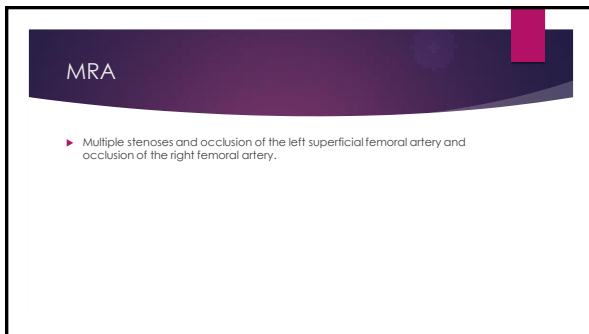 MRA
Multiple stenoses and occlusion of the left superficial femoral artery and
occlusion of the right femoral artery.